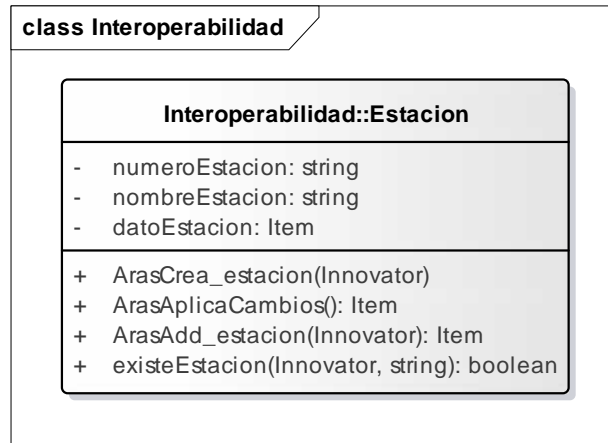 class Interoperabilidad
Interoperabilidad::Estacion
- numeroEstacion: string
- nombreEstacion: string
- datoEstacion: Item
+ ArasCrea_estacion(Innovator)
+ ArasAplicaCambios(): Item
+ ArasAdd_estacion(Innovator): Item
+ existeEstacion(Innovator, string): boolean